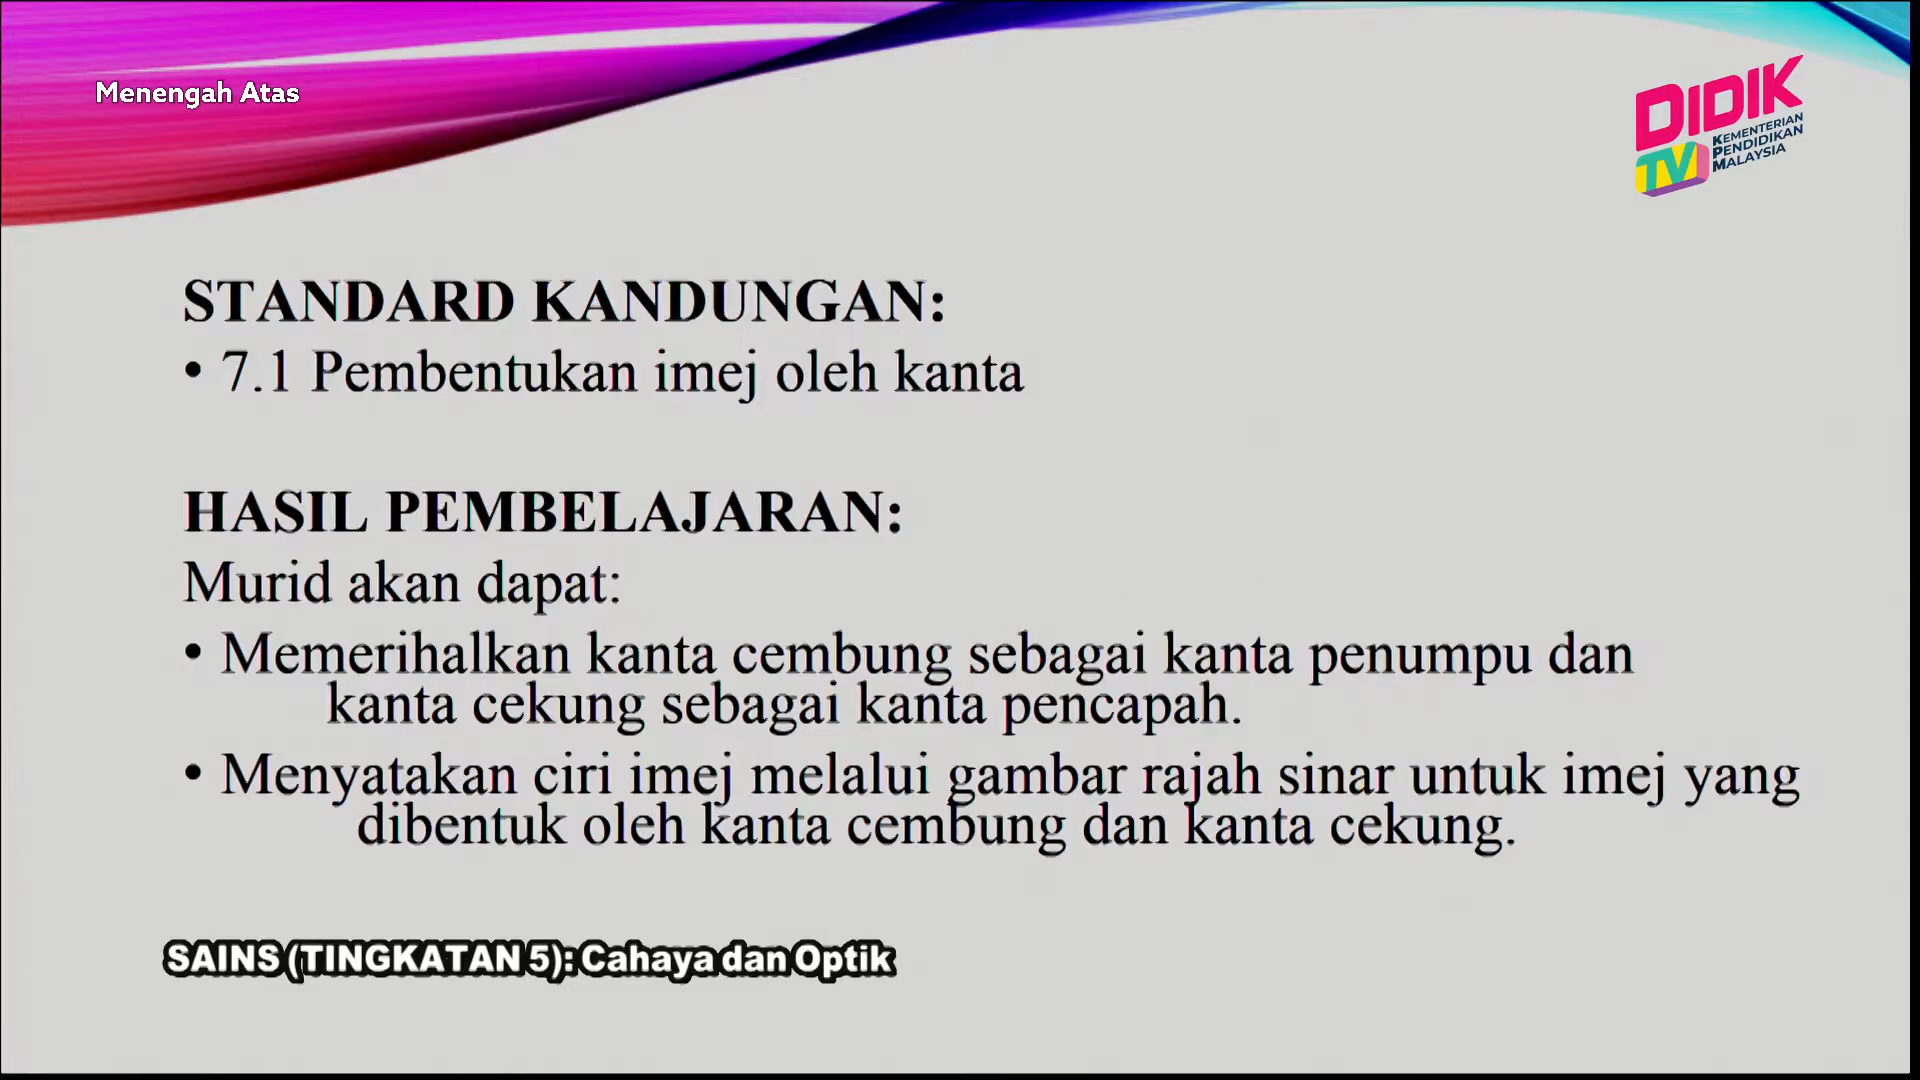 Menengah Atas
DIDIK
TV
KEMENTERIAN
PENDIDIKAN
MALAYSIA
STANDARD KANDUNGAN:
• 7.1 Pembentukan imej oleh kanta
HASIL PEMBELAJARAN:
Murid akan dapat:
• Memerihalkan kanta cembung sebagai kanta penumpu dan
kanta cekung sebagai kanta pencapah.
• Menyatakan ciri imej melalui gambar rajah sinar untuk imej yang
dibentuk oleh kanta cembung dan kanta cekung.
SAINS (TINGKATAN 5): Cahaya dan Optik